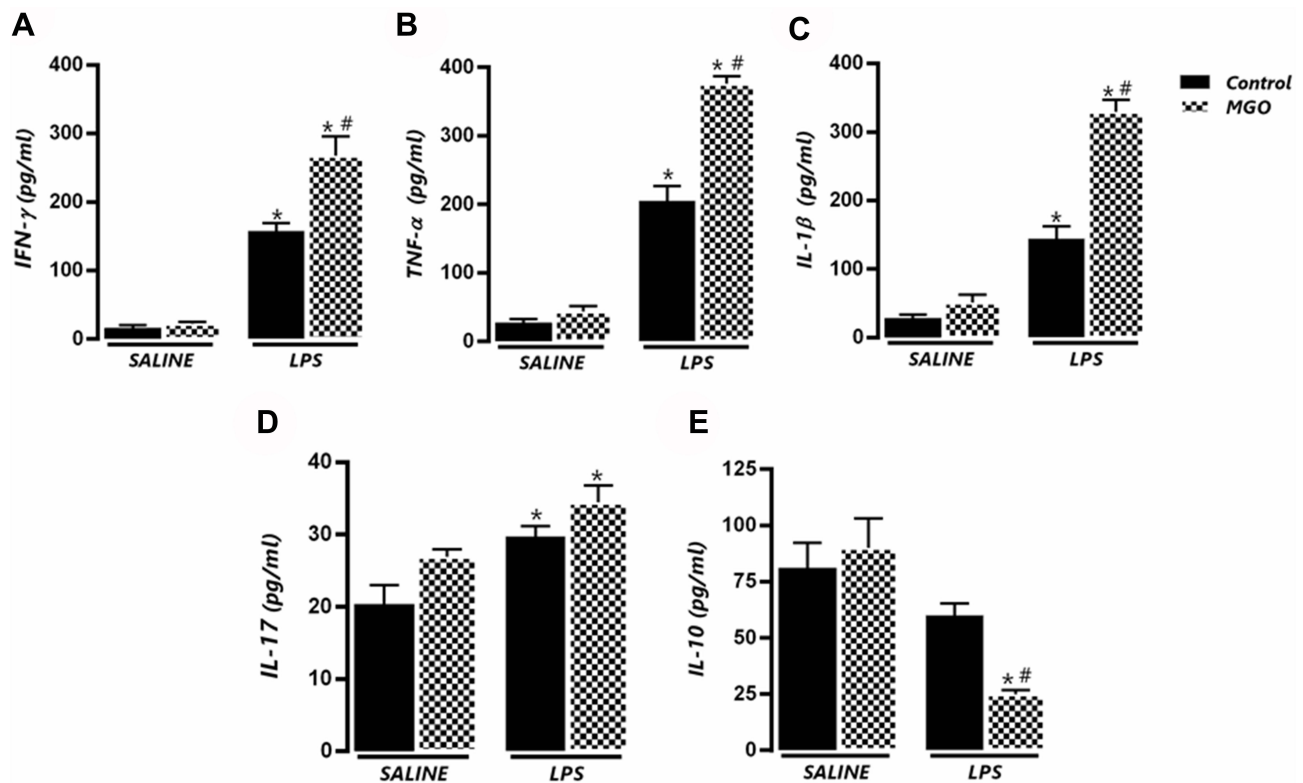 A
IFN-γ (pg/ml)
400
300
200
100
0
*
* #
SALINE
LPS
B
TNF-α (pg/ml)
400
300
200
100
0
*
* #
SALINE
LPS
C
IL-1β (pg/ml)
400
300
200
100
0
*
* #
SALINE
LPS
Control
MGO
D
IL-17 (pg/ml)
40
30
20
10
0
*
*
SALINE
LPS
E
IL-10 (pg/ml)
125
100
75
50
25
0
* #
SALINE
LPS